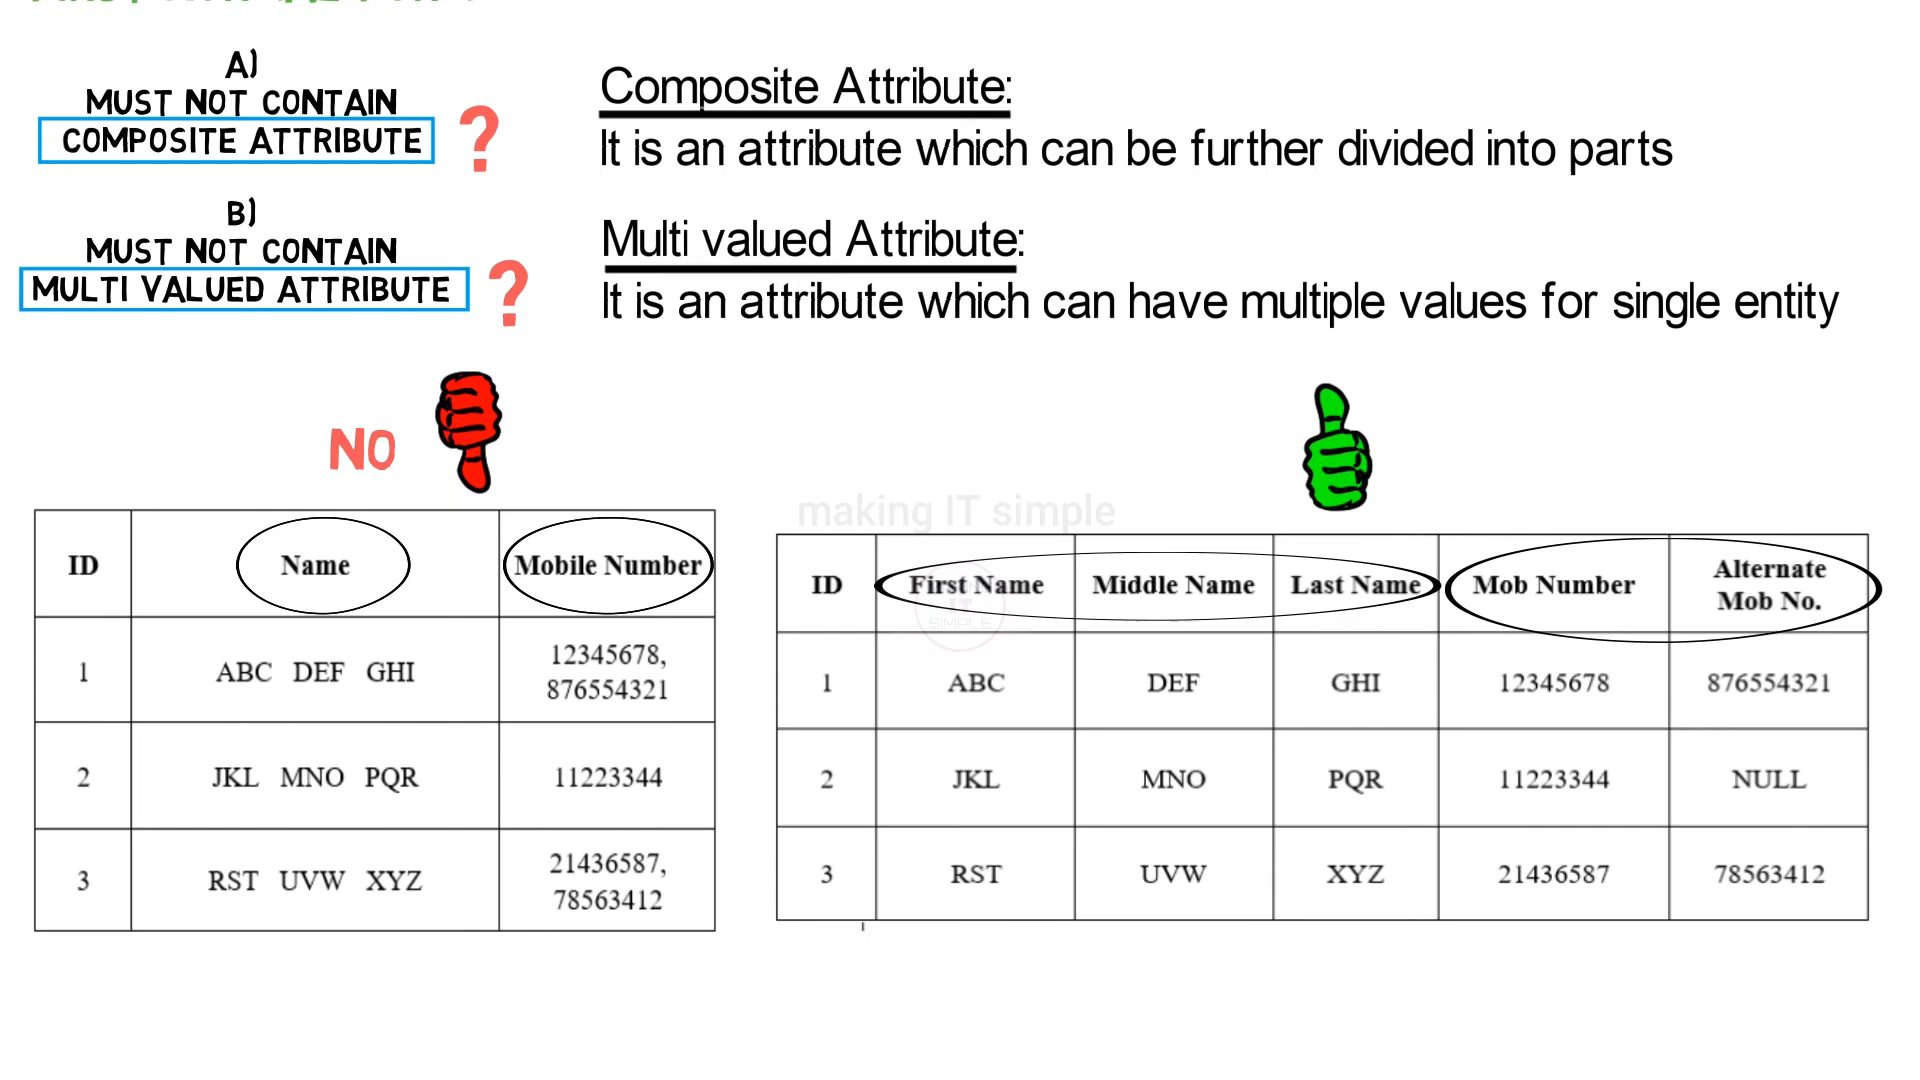 A)
MUST NOT CONTAIN
COMPOSITE ATTRIBUTE ?
B)
MUST NOT CONTAIN
MULTI VALUED ATTRIBUTE ?
Composite Attribute:
It is an attribute which can be further divided into parts
Multi valued Attribute:
It is an attribute which can have multiple values for single entity
NO
ID Name Mobile Number
1 ABC DEF GHI 12345678,
876554321
2 JKL MNO PQR 11223344
3 RST UVW XYZ 21436587,
78563412
making IT simple
ID First Name Middle Name Last Name Mob Number Alternate
Mob No.
IT
SIMPLE
1 ABC DEF GHI 12345678 876554321
2 JKL MNO PQR 11223344 NULL
3 RST UVW XYZ 21436587 78563412